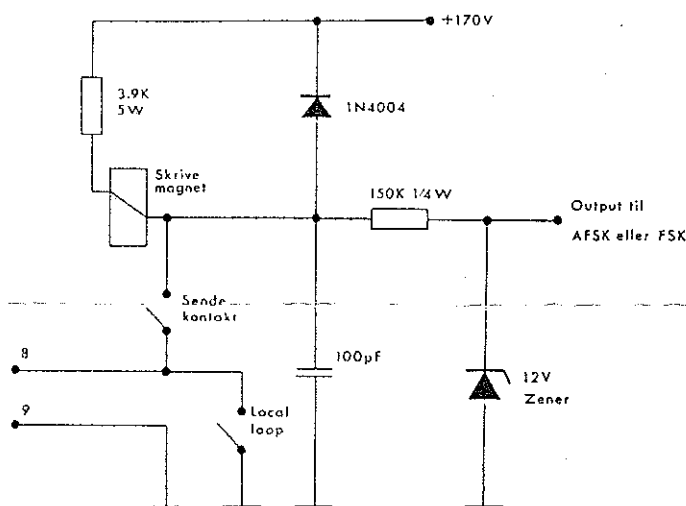 +170V
3.9K
5W
1N4004
Skrive
magnet
150K 1/4W
Output til
AFSK eller FSK
Sende
kontakt
8
100pF
12V
Zener
9
Local
loop